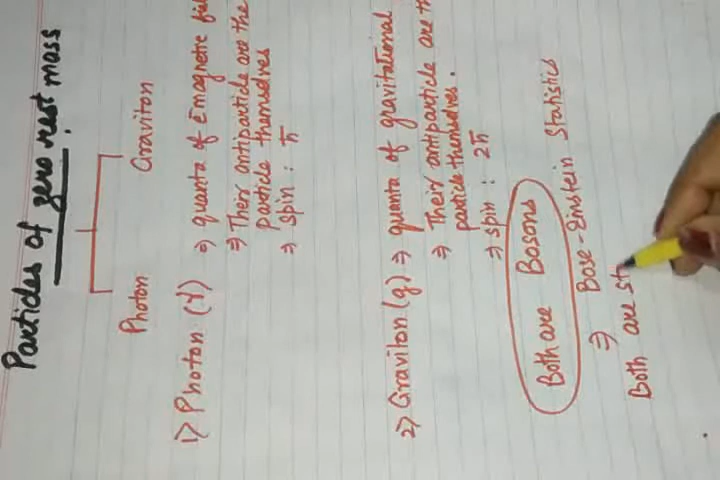 Particles of zero rest mass
Photon Graviton
1) Photon (γ) ⇒ quanta of Emagnetic
⇒ Their antiparticle are the
particle themselves
⇒ spin : ħ
2) Graviton (g) ⇒ quanta of gravitational
⇒ Their antiparticle are
particle themselves.
⇒ spin : 2ħ
Both are Bosons
⇒ Bose-Einstein Statistics
Both are st